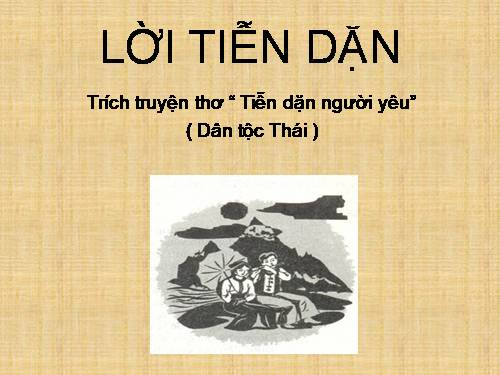 LỜI TIỄN DẶN
Trích truyện thơ “ Tiễn dặn người yêu”
( Dân tộc Thái )